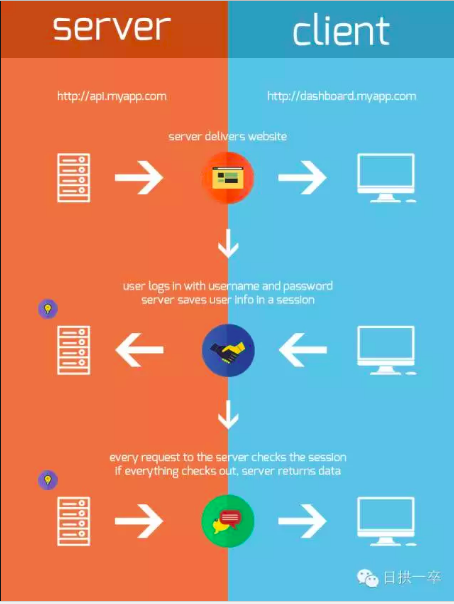 server
client
http://api.myapp.com
http://dashboard.myapp.com
server delivers website
user logs in with username and password
server saves user info in a session
every request to the server checks the session
if everything checks out, server returns data
日拱一卒